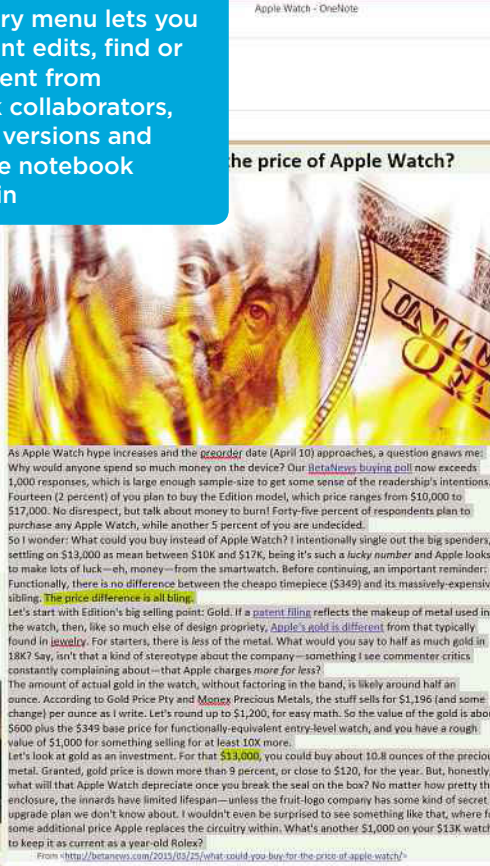 Apple Watch - OneNote
ry menu lets you
nt edits, find or
ent from
collaborators,
versions and
e notebook
in
the price of Apple Watch?
As Apple Watch hype increases and the preorder date (April 10) approaches, a question gnaws me:
Why would anyone spend so much money on the device? Our BetaNews buying poll now exceeds
1,000 responses, which is large enough sample-size to get some sense of the readership's intentions.
Fourteen (2 percent) of you plan to buy the Edition model, which price ranges from $10,000 to
$17,000. No disrespect, but talk about money to burn! Forty-five percent of respondents plan to
purchase any Apple Watch, while another 5 percent of you are undecided.
So I wonder: What could you buy instead of Apple Watch? I intentionally single out the big spenders,
settling on $13,000 as mean between $10K and $17K, being it's such a lucky number and Apple looks
to make lots of luck—eh, money—from the smartwatch. Before continuing, an important reminder:
Functionally, there is no difference between the cheapo timepiece ($349) and its massively-expensiv
sibling. The price difference is all bling.
Let's start with Edition's big selling point: Gold. If a patent filing reflects the makeup of metal used in
the watch, then, like so much else of design propriety, Apple's gold is different from that typically
found in jewelry. For starters, there is less of the metal. What would you say to half as much gold in
18K? Say, isn't that a kind of stereotype about the company—something I see commenter critics
constantly complaining about—that Apple charges more for less?
The amount of actual gold in the watch, without factoring in the band, is likely around half an
ounce. According to Gold Price Pty and Monex Precious Metals, the stuff sells for $1,196 (and some
change) per ounce as I write. Let's round up to $1,200, for easy math. So the value of the gold is abou
$600 plus the $349 base price for functionally-equivalent entry-level watch, and you have a rough
value of $1,000 for something selling for at least 10X more.
Let's look at gold as an investment. For that $13,000, you could buy about 10.8 ounces of the preciou
metal. Granted, gold price is down more than 9 percent, or close to $120, for the year. But, honestly,
what will that Apple Watch depreciate once you break the seal on the box? No matter how pretty th
enclosure, the innards have limited lifespan—unless the fruit-logo company has some kind of secret
upgrade plan we don't know about. I wouldn't even be surprised to see something like that, where fo
some additional price Apple replaces the circuitry within. What's another $1,000 on your $13K watch
to keep it as current as a year-old Rolex?
From <http://betanews.com/2015/03/25/what-could-you-buy-for-the-price-of-apple-watch/>